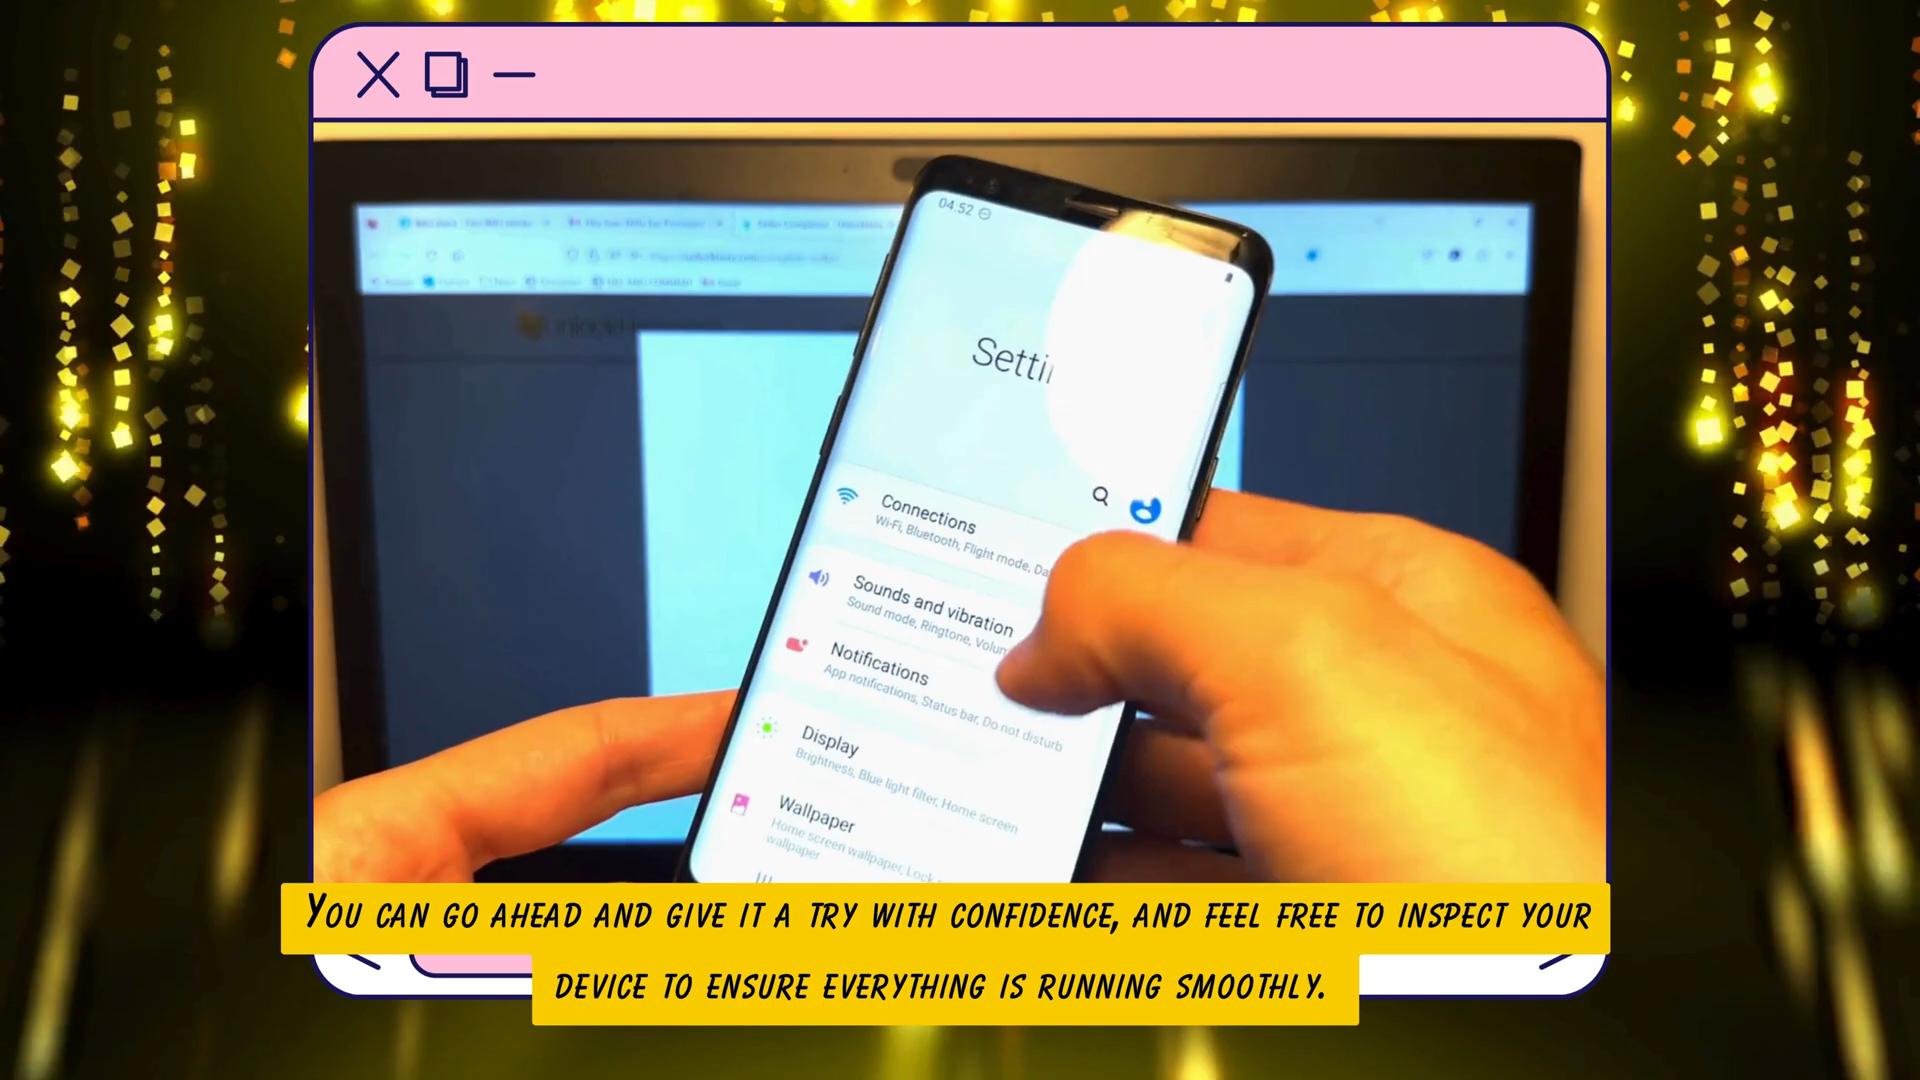 04:52
Setti
Connections
Wi-Fi, Bluetooth, Flight mode, Da
Sounds and vibration
Sound mode, Ringtone, Volum
Notifications
App notifications, Status bar, Do not disturb
Display
Brightness, Blue light filter, Home screen
Wallpaper
Home screen wallpaper, Lock
wallpaper
YOU CAN GO AHEAD AND GIVE IT A TRY WITH CONFIDENCE, AND FEEL FREE TO INSPECT YOUR
DEVICE TO ENSURE EVERYTHING IS RUNNING SMOOTHLY.